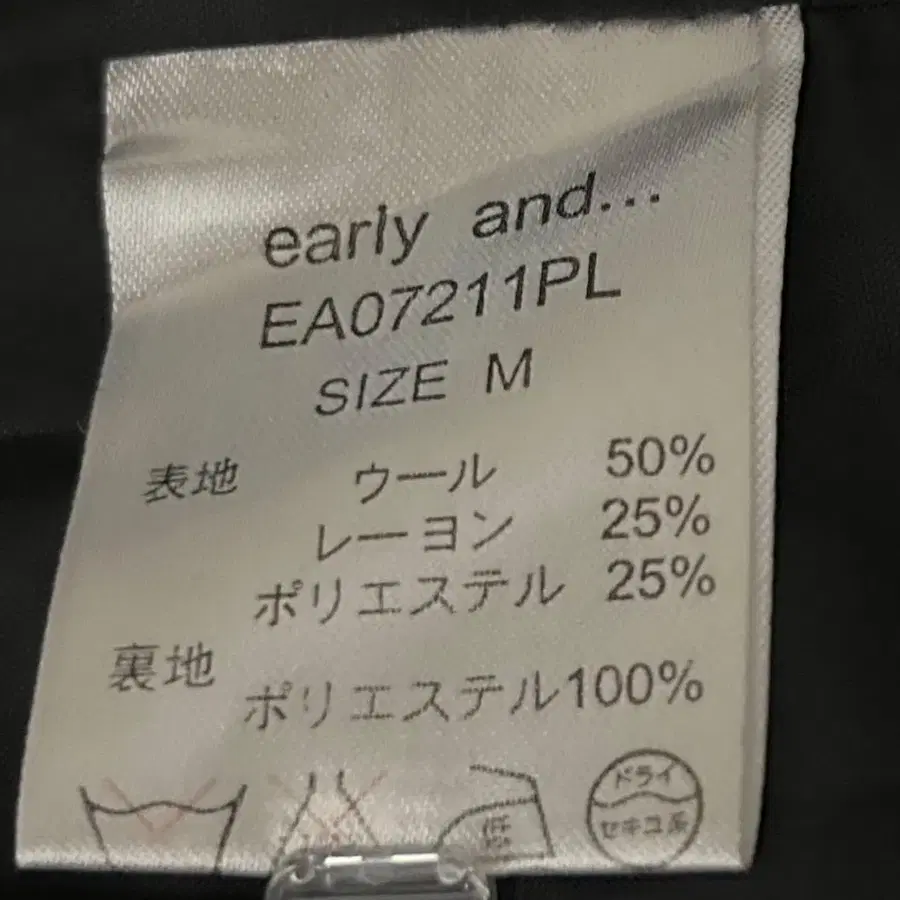 early and...
EA07211PL
SIZE M
表地 ウール 50%
レーヨン 25%
ポリエステル 25%
裏地
ポリエステル100%
低
ドライ
セキユ系